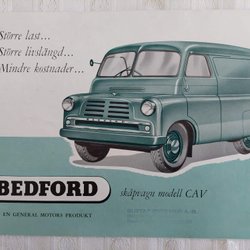 Större last...
Större livslängd...
Mindre kostnader...
BEDFORD
skåpvagn modell CAV
EN GENERAL MOTORS PRODUKT